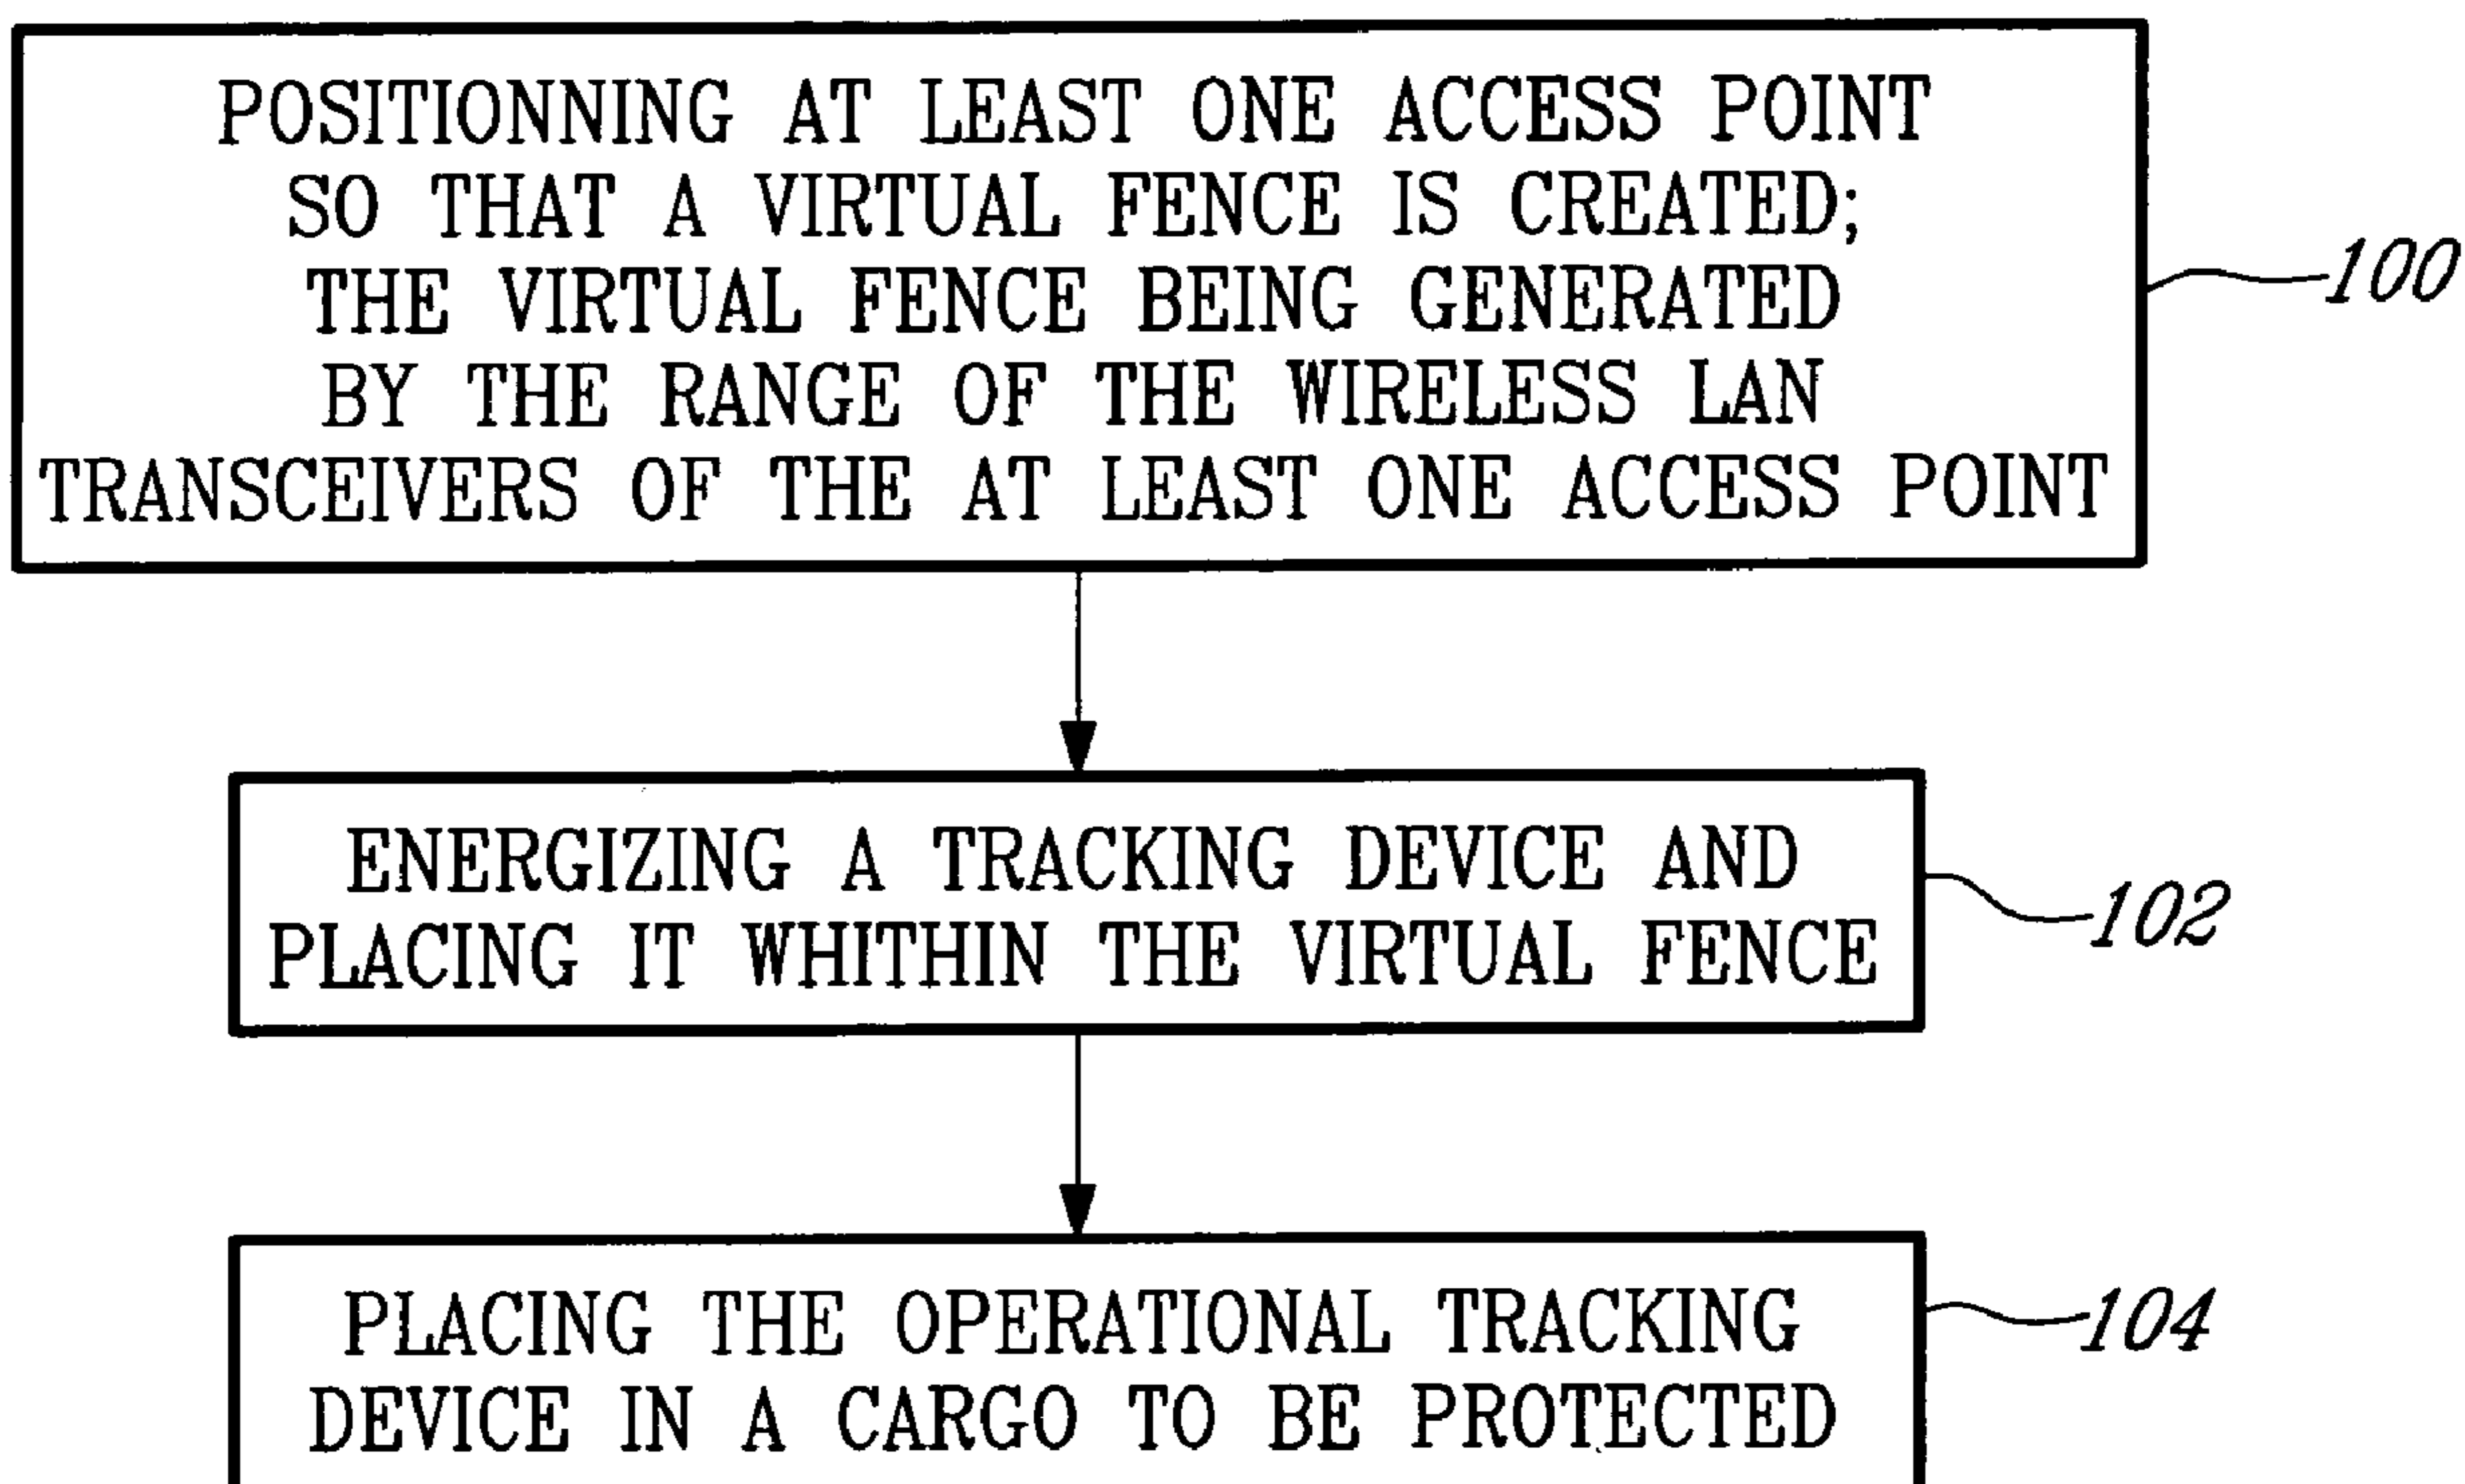 POSITIONNING AT LEAST ONE ACCESS POINT
SO THAT A VIRTUAL FENCE IS CREATED;
THE VIRTUAL FENCE BEING GENERATED
BY THE RANGE OF THE WIRELESS LAN
TRANSCEIVERS OF THE AT LEAST ONE ACCESS POINT
100
ENERGIZING A TRACKING DEVICE AND
PLACING IT WHITHIN THE VIRTUAL FENCE
102
PLACING THE OPERATIONAL TRACKING
DEVICE IN A CARGO TO BE PROTECTED
104